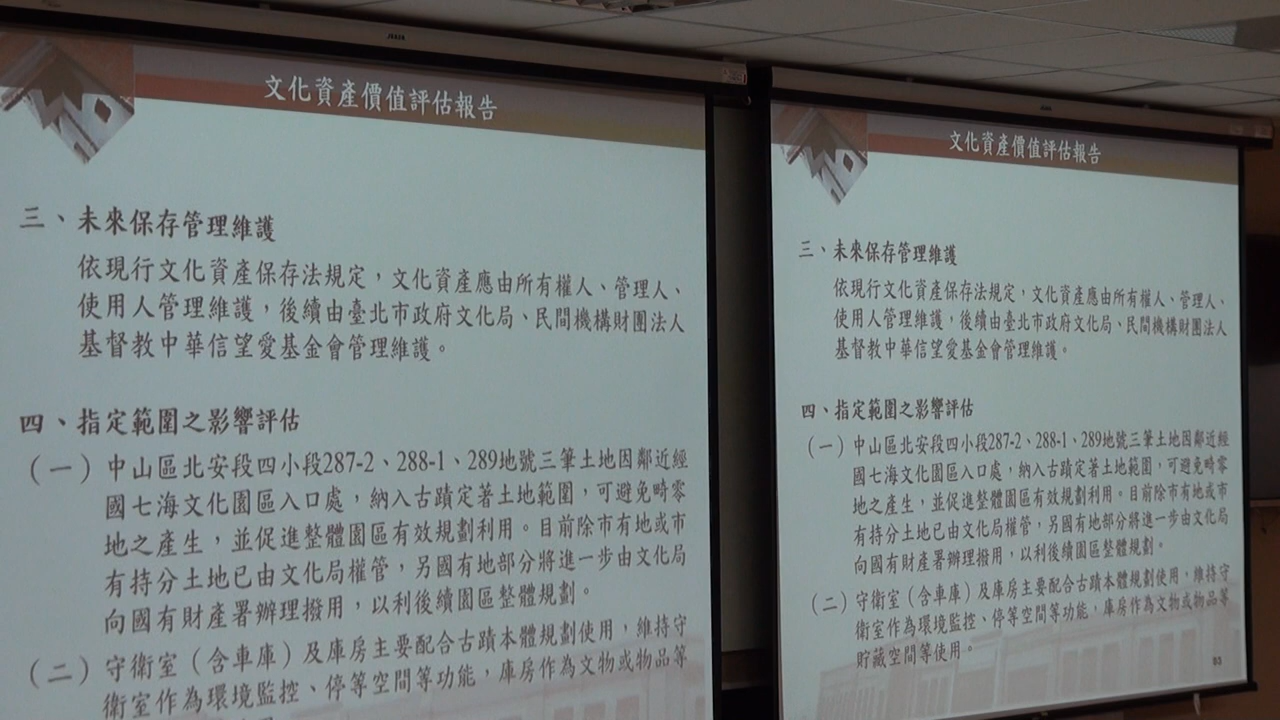 文化資產價值評估報告
三、未來保存管理維護
依現行文化資產保存法規定，文化資產應由所有權人、管理人、
使用人管理維護，後續由臺北市政府文化局、民間機構財團法人
基督教中華信望愛基金會管理維護。
四、指定範圍之影響評估
（一）中山區北安段四小段287-2、288-1、289地號三筆土地因鄰近經
國七海文化園區入口處，納入古蹟定著土地範圍，可避免畸零
地之產生，並促進整體園區有效規劃利用。目前除市有地或市
有持分土地已由文化局權管，另國有地部分將進一步由文化局
向國有財產署辦理撥用，以利後續園區整體規劃。
（二）守衛室（含車庫）及庫房主要配合古蹟本體規劃使用，維持守
衛室作為環境監控、停等空間等功能，庫房作為文物或物品等
文化資產價值評估報告
三、未來保存管理維護
依現行文化資產保存法規定，文化資產應由所有權人、管理人、
使用人管理維護，後續由臺北市政府文化局、民間機構財團法人
基督教中華信望愛基金會管理維護。
四、指定範圍之影響評估
（一）中山區北安段四小段287-2、288-1、289地號三筆土地因鄰近經
國七海文化園區入口處，納入古蹟定著土地範圍，可避免畸零
地之產生，並促進整體園區有效規劃利用。目前除市有地或市
有持分土地已由文化局權管，另國有地部分將進一步由文化局
向國有財產署辦理撥用，以利後續園區整體規劃。
（二）守衛室（含車庫）及庫房主要配合古蹟本體規劃使用，維持守
衛室作為環境監控、停等空間等功能，庫房作為文物或物品等
貯藏空間等使用。
93